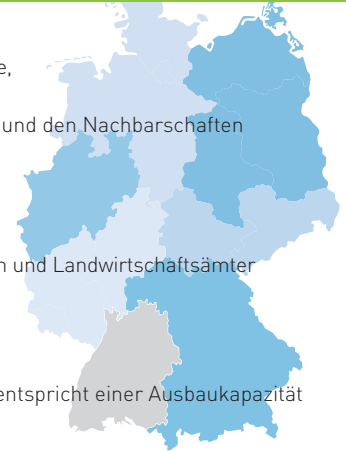 e,
und den Nachbarschaften
n und Landwirtschaftsämter
entspricht einer Ausbaukapazität